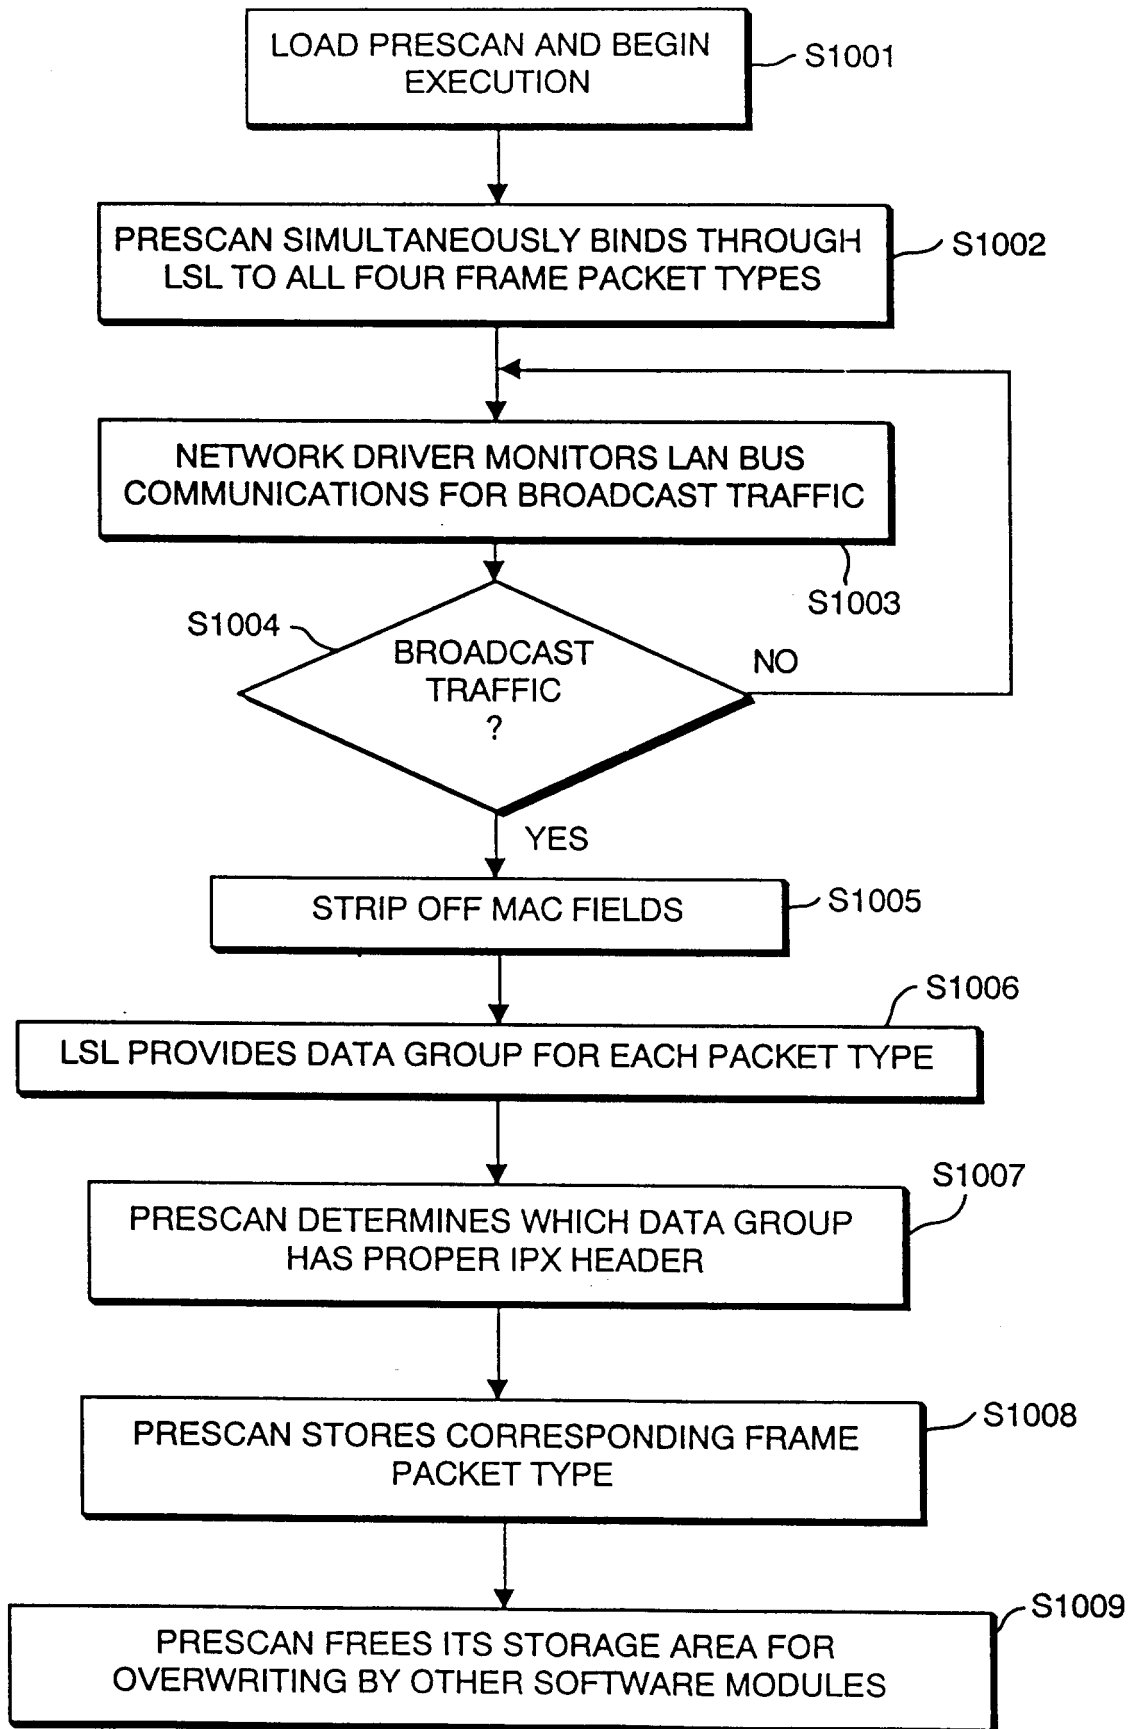 LOAD PRESCAN AND BEGIN
EXECUTION
S1001
PRESCAN SIMULTANEOUSLY BINDS THROUGH
LSL TO ALL FOUR FRAME PACKET TYPES
S1002
NETWORK DRIVER MONITORS LAN BUS
COMMUNICATIONS FOR BROADCAST TRAFFIC
S1003
S1004
BROADCAST
TRAFFIC
?
NO
YES
STRIP OFF MAC FIELDS
S1005
S1006
LSL PROVIDES DATA GROUP FOR EACH PACKET TYPE
S1007
PRESCAN DETERMINES WHICH DATA GROUP
HAS PROPER IPX HEADER
S1008
PRESCAN STORES CORRESPONDING FRAME
PACKET TYPE
S1009
PRESCAN FREES ITS STORAGE AREA FOR
OVERWRITING BY OTHER SOFTWARE MODULES